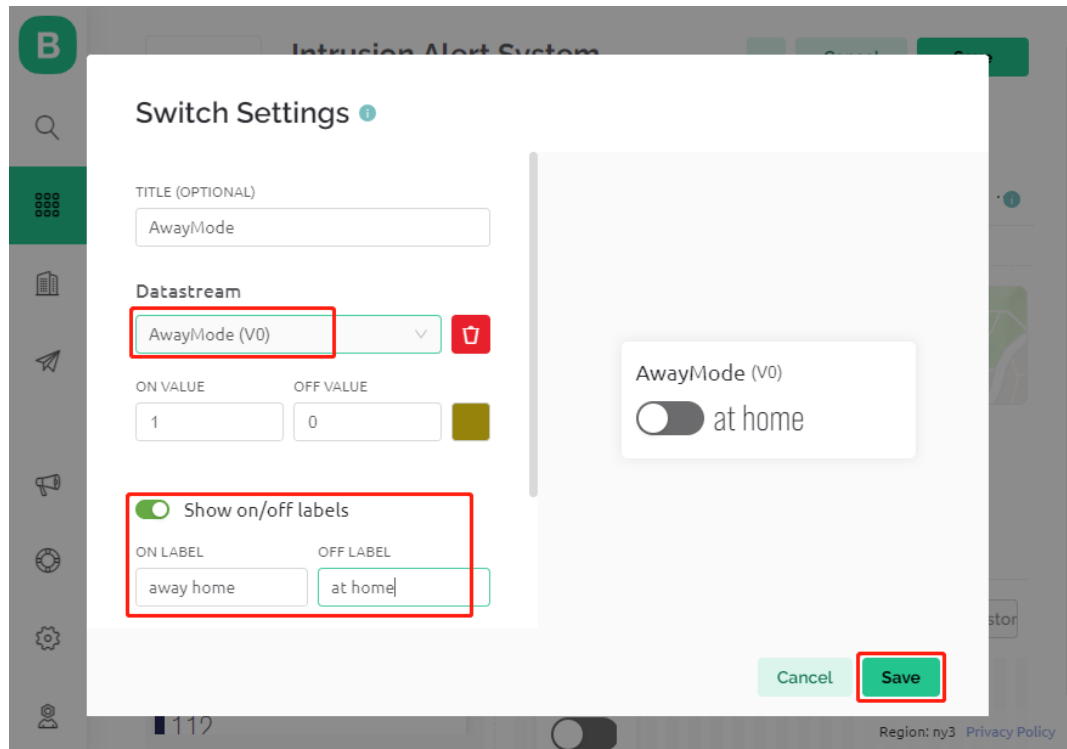 B
Intrusion Alert System
Cancel
Save
Switch Settings
TITLE (OPTIONAL)
AwayMode
Datastream
AwayMode (V0)
ON VALUE OFF VALUE
1 0
Show on/off labels
ON LABEL OFF LABEL
away home at home
AwayMode (V0)
at home
Cancel Save
112
Region: ny3 Privacy Policy